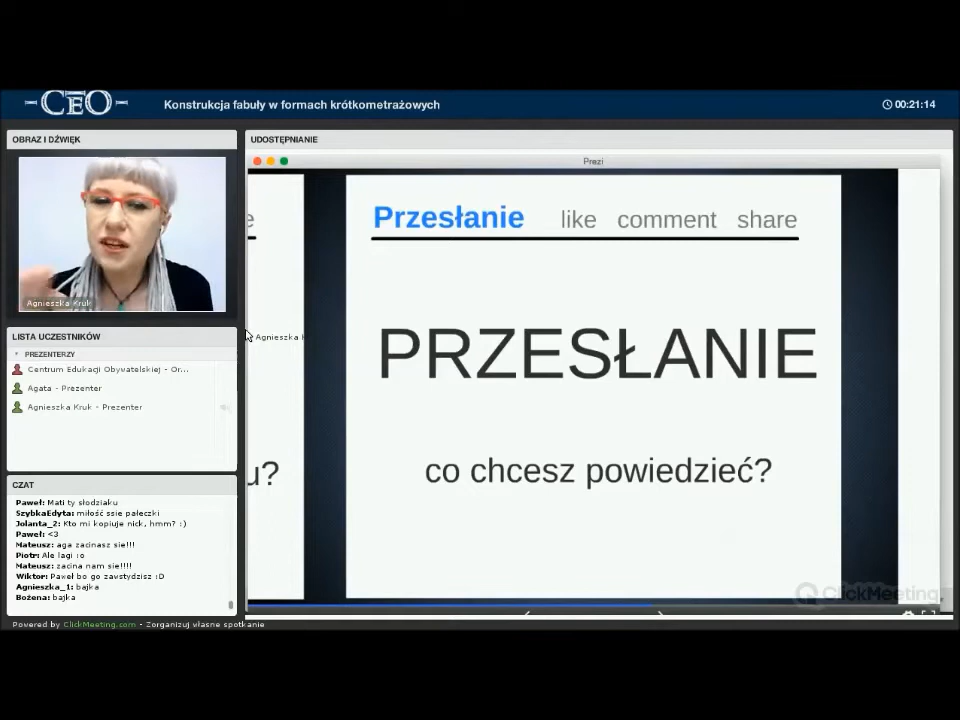 CEO
Konstrukcja fabuły w formach krótkometrażowych
00:21:14
OBRAZ I DŹWIĘK
Agnieszka Kruk
LISTA UCZESTNIKÓW
PREZENTERZY
Centrum Edukacji Obywatelskiej - Or...
Agata - Prezenter
Agnieszka Kruk - Prezenter
CZAT
Paweł: Mati ty słodziaku
SzybkaEdyta: miłość ssie pałeczki
Jolanta_2: Kto mi kopiuje nick, hmm? :)
Paweł: <3
Mateusz: aga zacinasz sie!!!
Piotr: Ale lagi :o
Mateusz: zacina nam sie!!!!
Wiktor: Paweł bo go zawstydzisz :D
Agnieszka_1: bajka
Bożena: bajka
UDOSTĘPNIANIE
Prezi
e
Agnieszka K
u?
Przesłanie like comment share
PRZESŁANIE
co chcesz powiedzieć?
ClickMeeting
Powered by ClickMeeting.com - Zorganizuj własne spotkanie